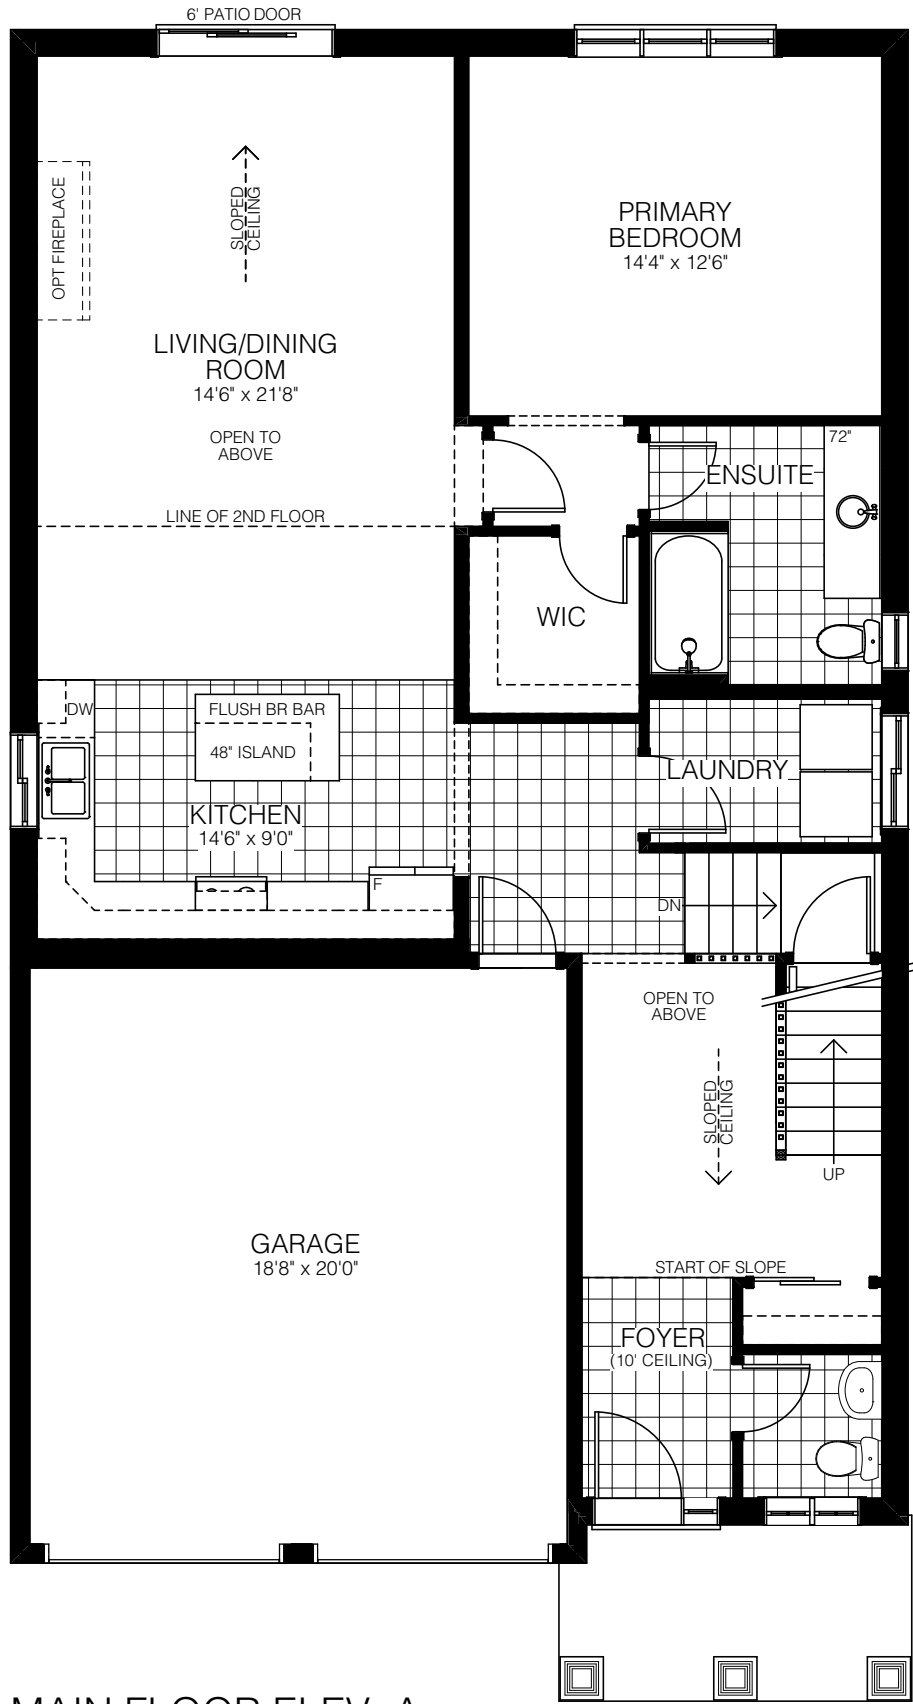 6' PATIO DOOR
OPT FIREPLACE
SLOPED
CEILING
PRIMARY
BEDROOM
14'4" x 12'6"
LIVING/DINING
ROOM
14'6" x 21'8"
OPEN TO
ABOVE
LINE OF 2ND FLOOR
72"
ENSUITE
WIC
DW
FLUSH BR BAR
48" ISLAND
KITCHEN
14'6" x 9'0"
F
LAUNDRY
DN
OPEN TO
ABOVE
SLOPED
CEILING
UP
GARAGE
18'8" x 20'0"
START OF SLOPE
FOYER
(10' CEILING)
MAIN FLOOR ELEV. A